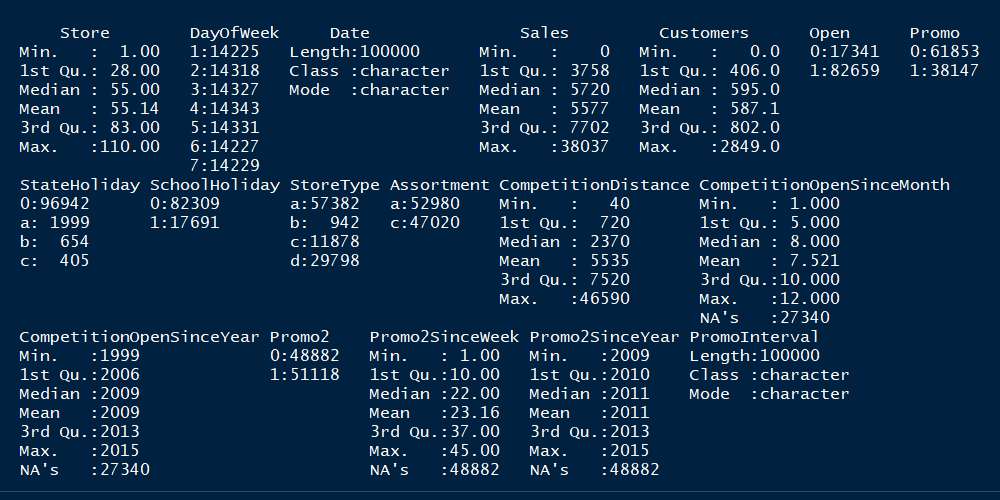 Store        DayOfWeek     Date               Sales         Customers      Open      Promo
Min.   :  1.00   1:14225   Length:100000      Min.   :    0   Min.   :   0.0   0:17341   0:61853
1st Qu.: 28.00   2:14318   Class :character   1st Qu.: 3758   1st Qu.: 406.0   1:82659   1:38147
Median : 55.00   3:14327   Mode  :character   Median : 5720   Median : 595.0
Mean   : 55.14   4:14343                      Mean   : 5577   Mean   : 587.1
3rd Qu.: 83.00   5:14331                      3rd Qu.: 7702   3rd Qu.: 802.0
Max.   :110.00   6:14227                      Max.   :38037   Max.   :2849.0
                 7:14229
StateHoliday SchoolHoliday StoreType Assortment CompetitionDistance CompetitionOpenSinceMonth
0:96942      0:82309       a:57382   a:52980    Min.   :   40       Min.   : 1.000
a: 1999      1:17691       b:  942   c:47020    1st Qu.:  720       1st Qu.: 5.000
b:  654                    c:11878              Median : 2370       Median : 8.000
c:  405                    d:29798              Mean   : 5535       Mean   : 7.521
                                                3rd Qu.: 7520       3rd Qu.:10.000
                                                Max.   :46590       Max.   :12.000
                                                                    NA's   :27340
CompetitionOpenSinceYear Promo2    Promo2SinceWeek Promo2SinceYear PromoInterval
Min.   :1999             0:48882   Min.   : 1.00   Min.   :2009    Length:100000
1st Qu.:2006             1:51118   1st Qu.:10.00   1st Qu.:2010    Class :character
Median :2009                       Median :22.00   Median :2011    Mode  :character
Mean   :2009                       Mean   :23.16   Mean   :2011
3rd Qu.:2013                       3rd Qu.:37.00   3rd Qu.:2013
Max.   :2015                       Max.   :45.00   Max.   :2015
NA's   :27340                      NA's   :48882   NA's   :48882